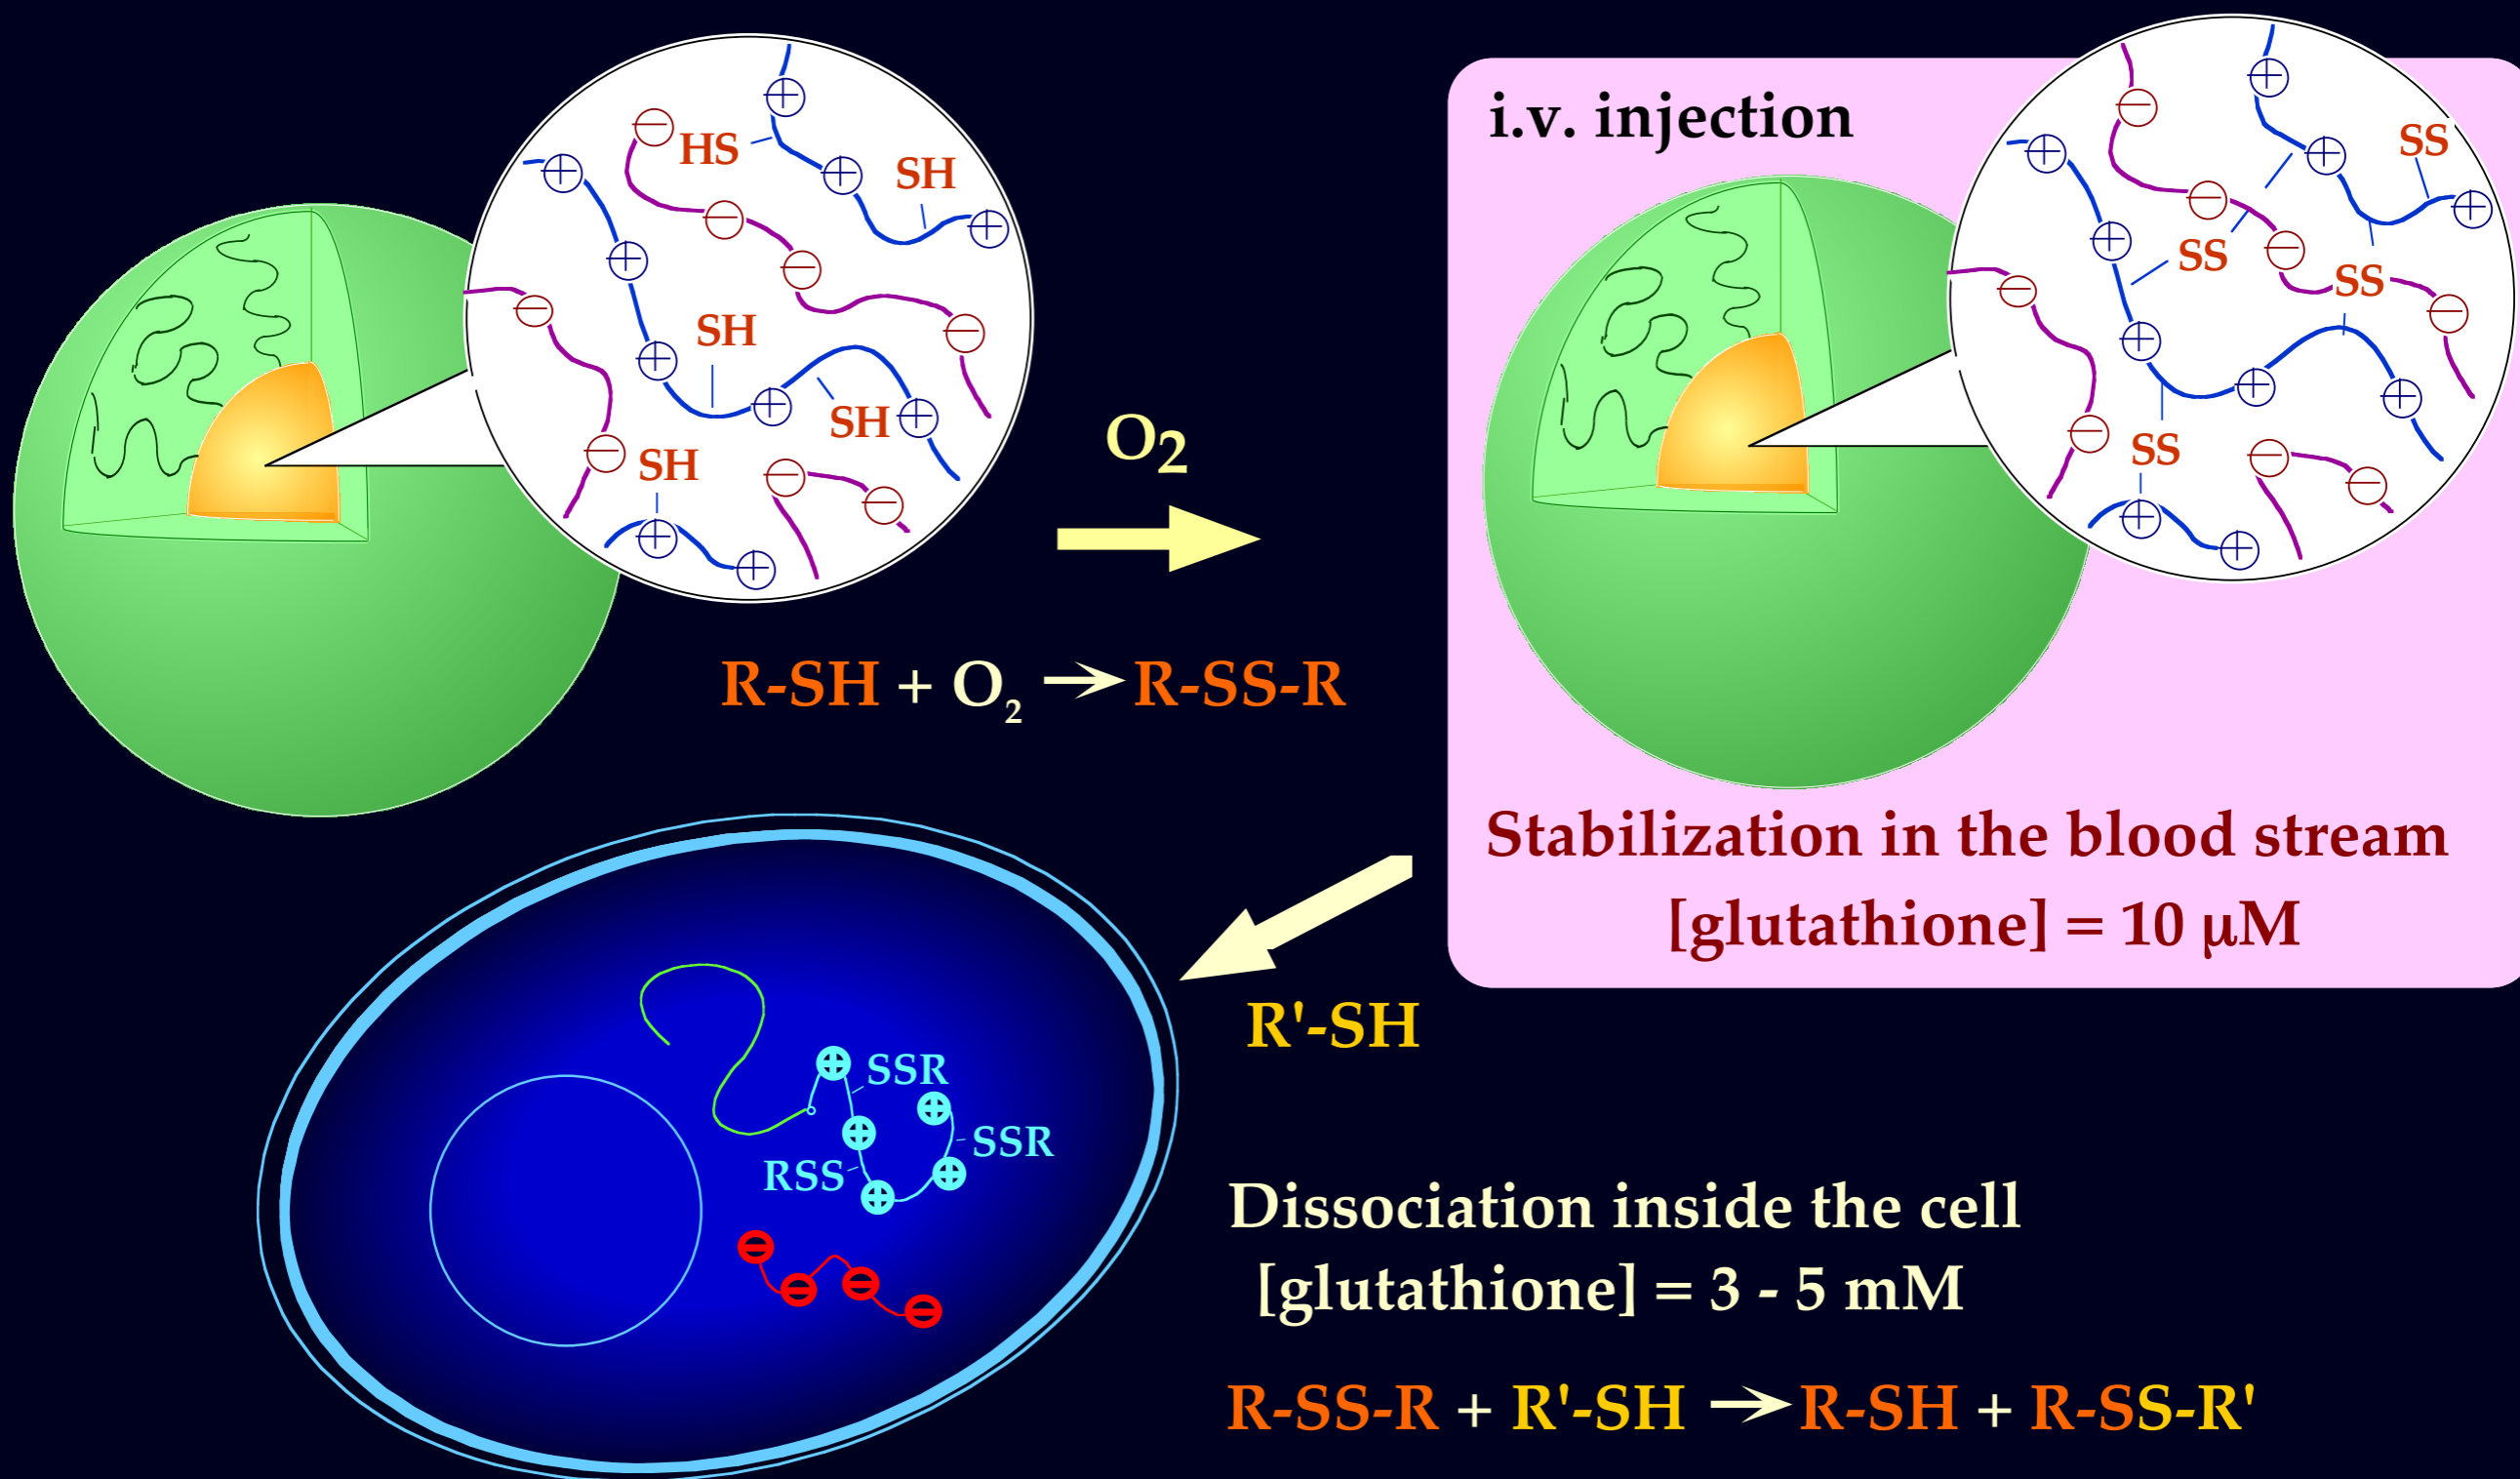 HS
SH
SH
SH
SH
O2
R-SH + O₂ → R-SS-R
i.v. injection
SS
SS
SS
SS
Stabilization in the blood stream
[glutathione] = 10 μM
R'-SH
SSR
SSR
RSS
Dissociation inside the cell
[glutathione] = 3 - 5 mM
R-SS-R + R'-SH → R-SH + R-SS-R'